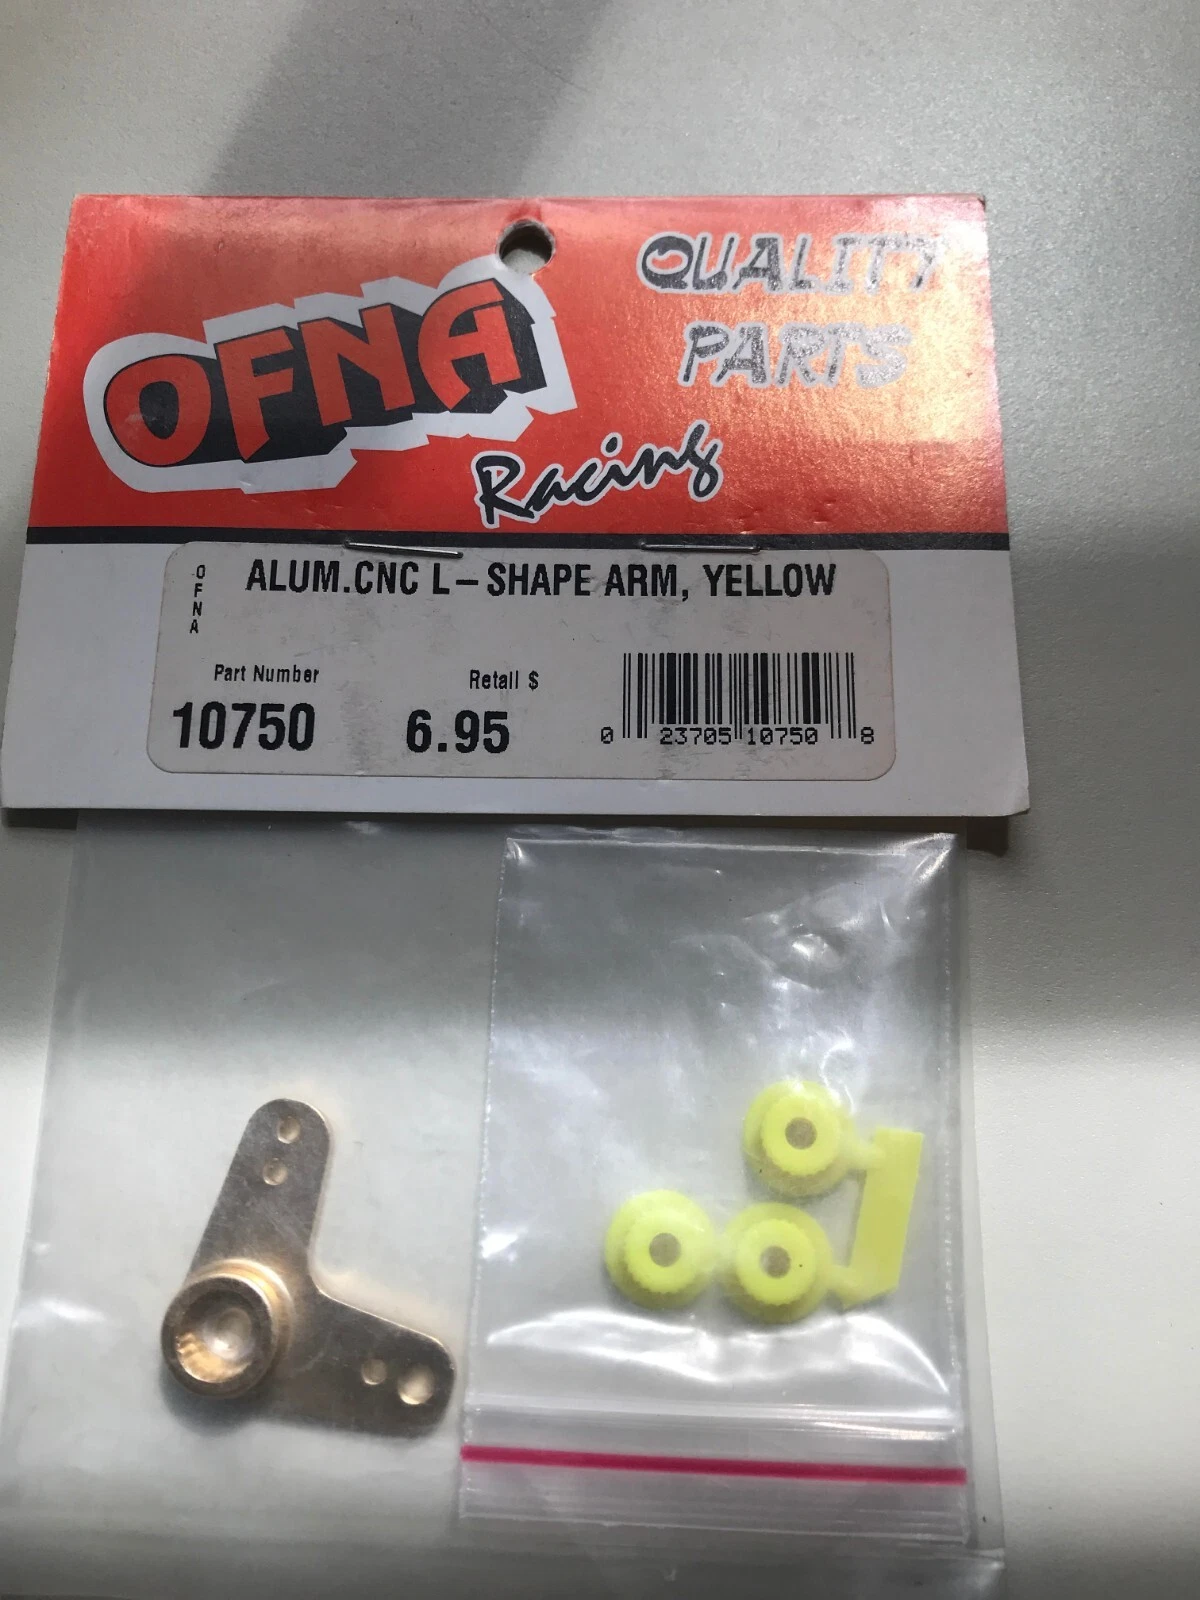 OFNA
Racing
QUALITY
PARTS
OFNA
ALUM.CNC L-SHAPE ARM, YELLOW
Part Number
Retail $
10750
6.95
0 23705 10750 8